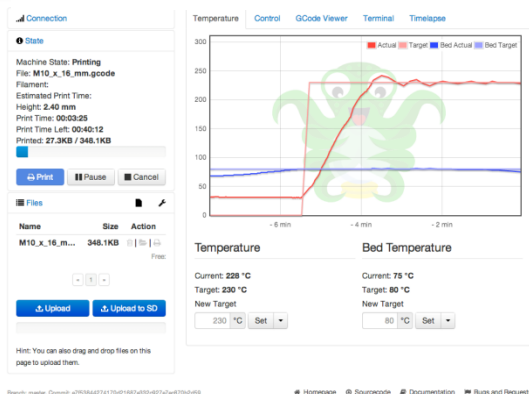 Connection
State
Machine State: Printing
File: M10_x_16_mm.gcode
Filament:
Estimated Print Time:
Height: 2.40 mm
Print Time: 00:03:25
Print Time Left: 00:40:12
Printed: 27.3KB / 348.1KB
Print Pause Cancel
Files
Name Size Action
M10_x_16_m... 348.1KB
Free:
1
Upload Upload to SD
Hint: You can also drag and drop files on this
page to upload them.
Temperature Control GCode Viewer Terminal Timelapse
Actual Target Bed Actual Bed Target
300
250
200
150
100
50
0
- 6 min - 4 min - 2 min
Temperature
Current: 228 °C
Target: 230 °C
New Target
230 °C Set
Bed Temperature
Current: 75 °C
Target: 80 °C
New Target
80 °C Set
Branch: master, Commit:
Homepage Sourcecode Documentation Bugs and Request